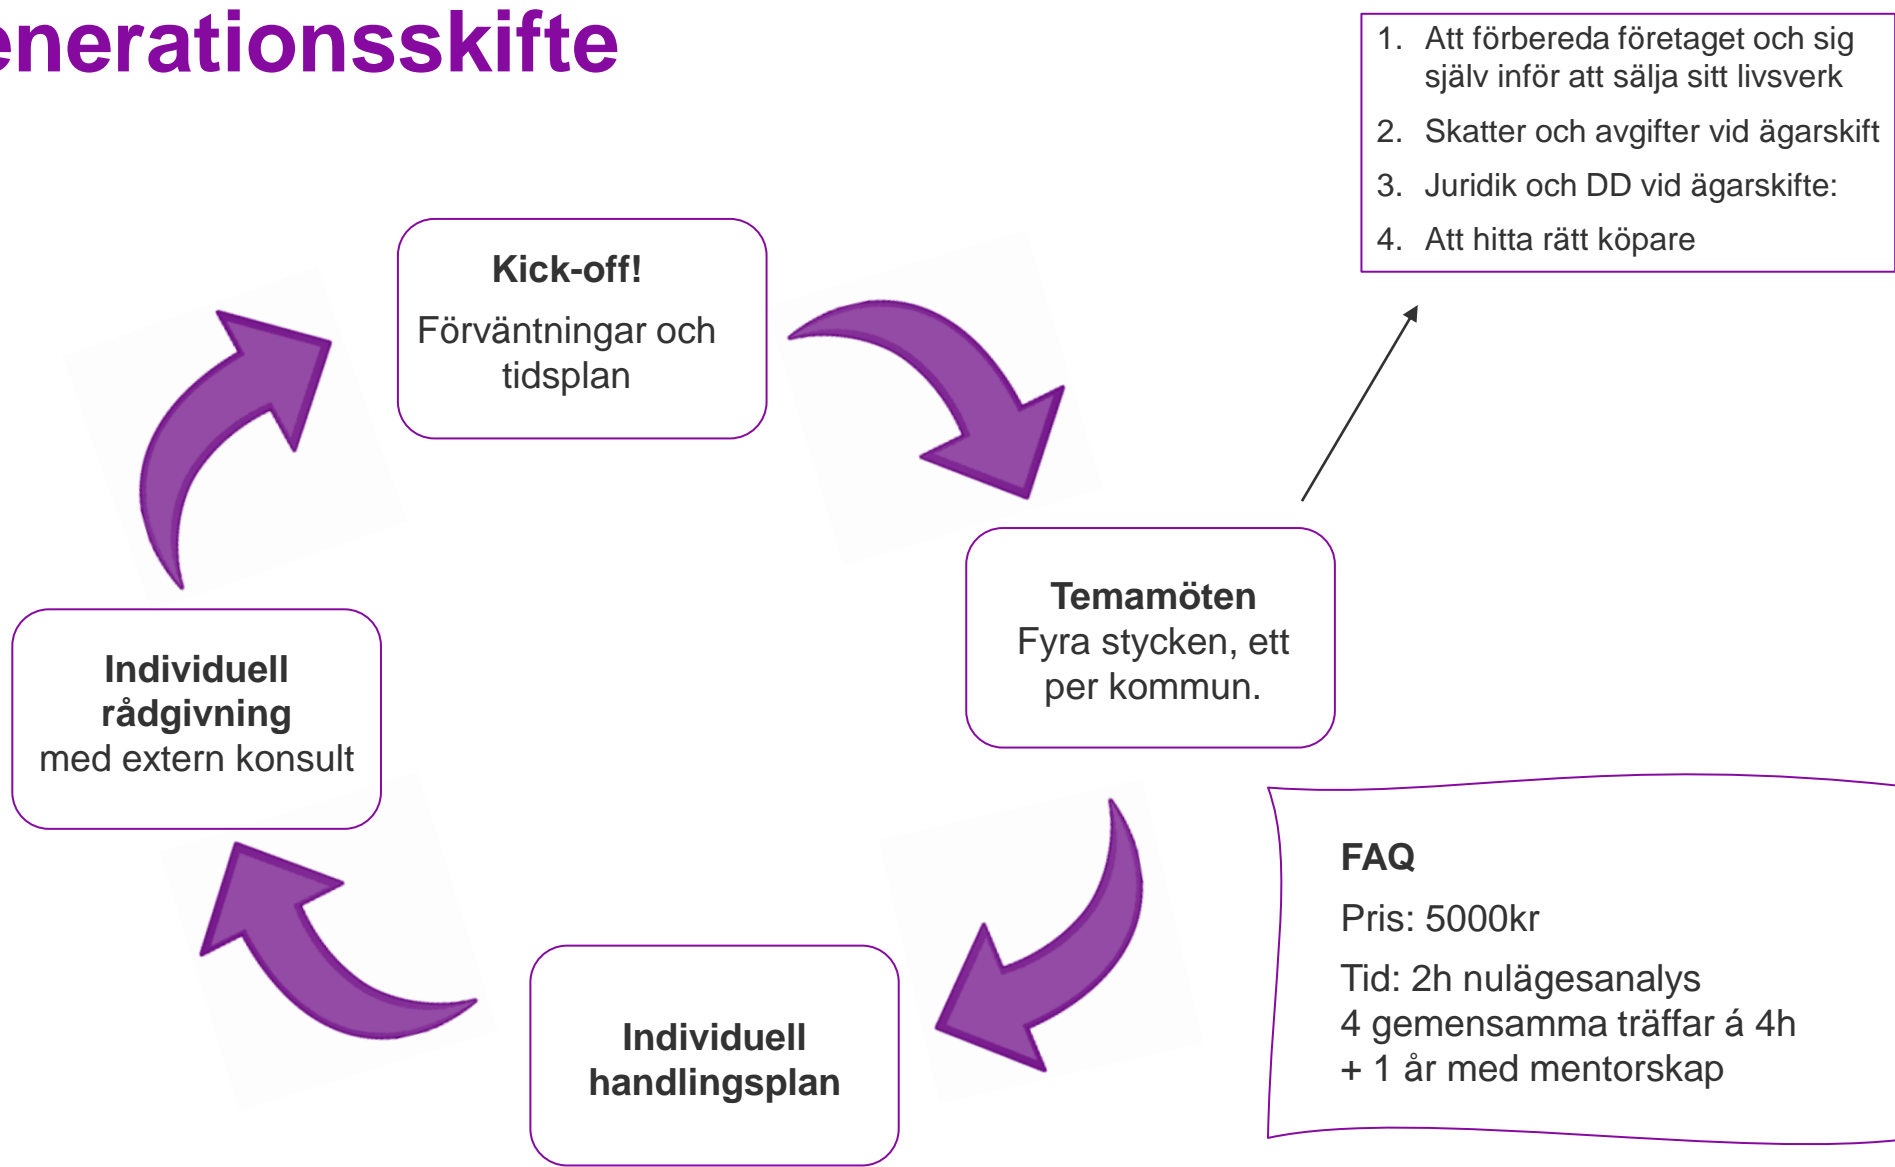 enerationsskifte
1. Att förbereda företaget och sig
själv inför att sälja sitt livsverk
2. Skatter och avgifter vid ägarskift
3. Juridik och DD vid ägarskifte:
4. Att hitta rätt köpare
Kick-off!
Förväntningar och
tidsplan
Temamöten
Fyra stycken, ett
per kommun.
Individuell
rådgivning
med extern konsult
Individuell
handlingsplan
FAQ
Pris: 5000kr
Tid: 2h nulägesanalys
4 gemensamma träffar á 4h
+ 1 år med mentorskap